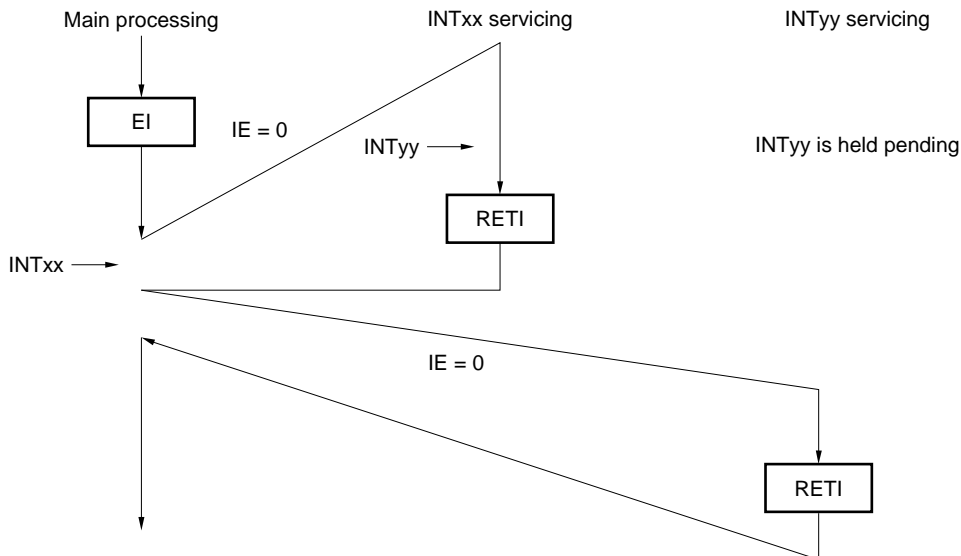 Main processing
INTxx servicing
INTyy servicing
EI
IE = 0
INTyy
INTyy is held pending
RETI
INTxx
IE = 0
RETI